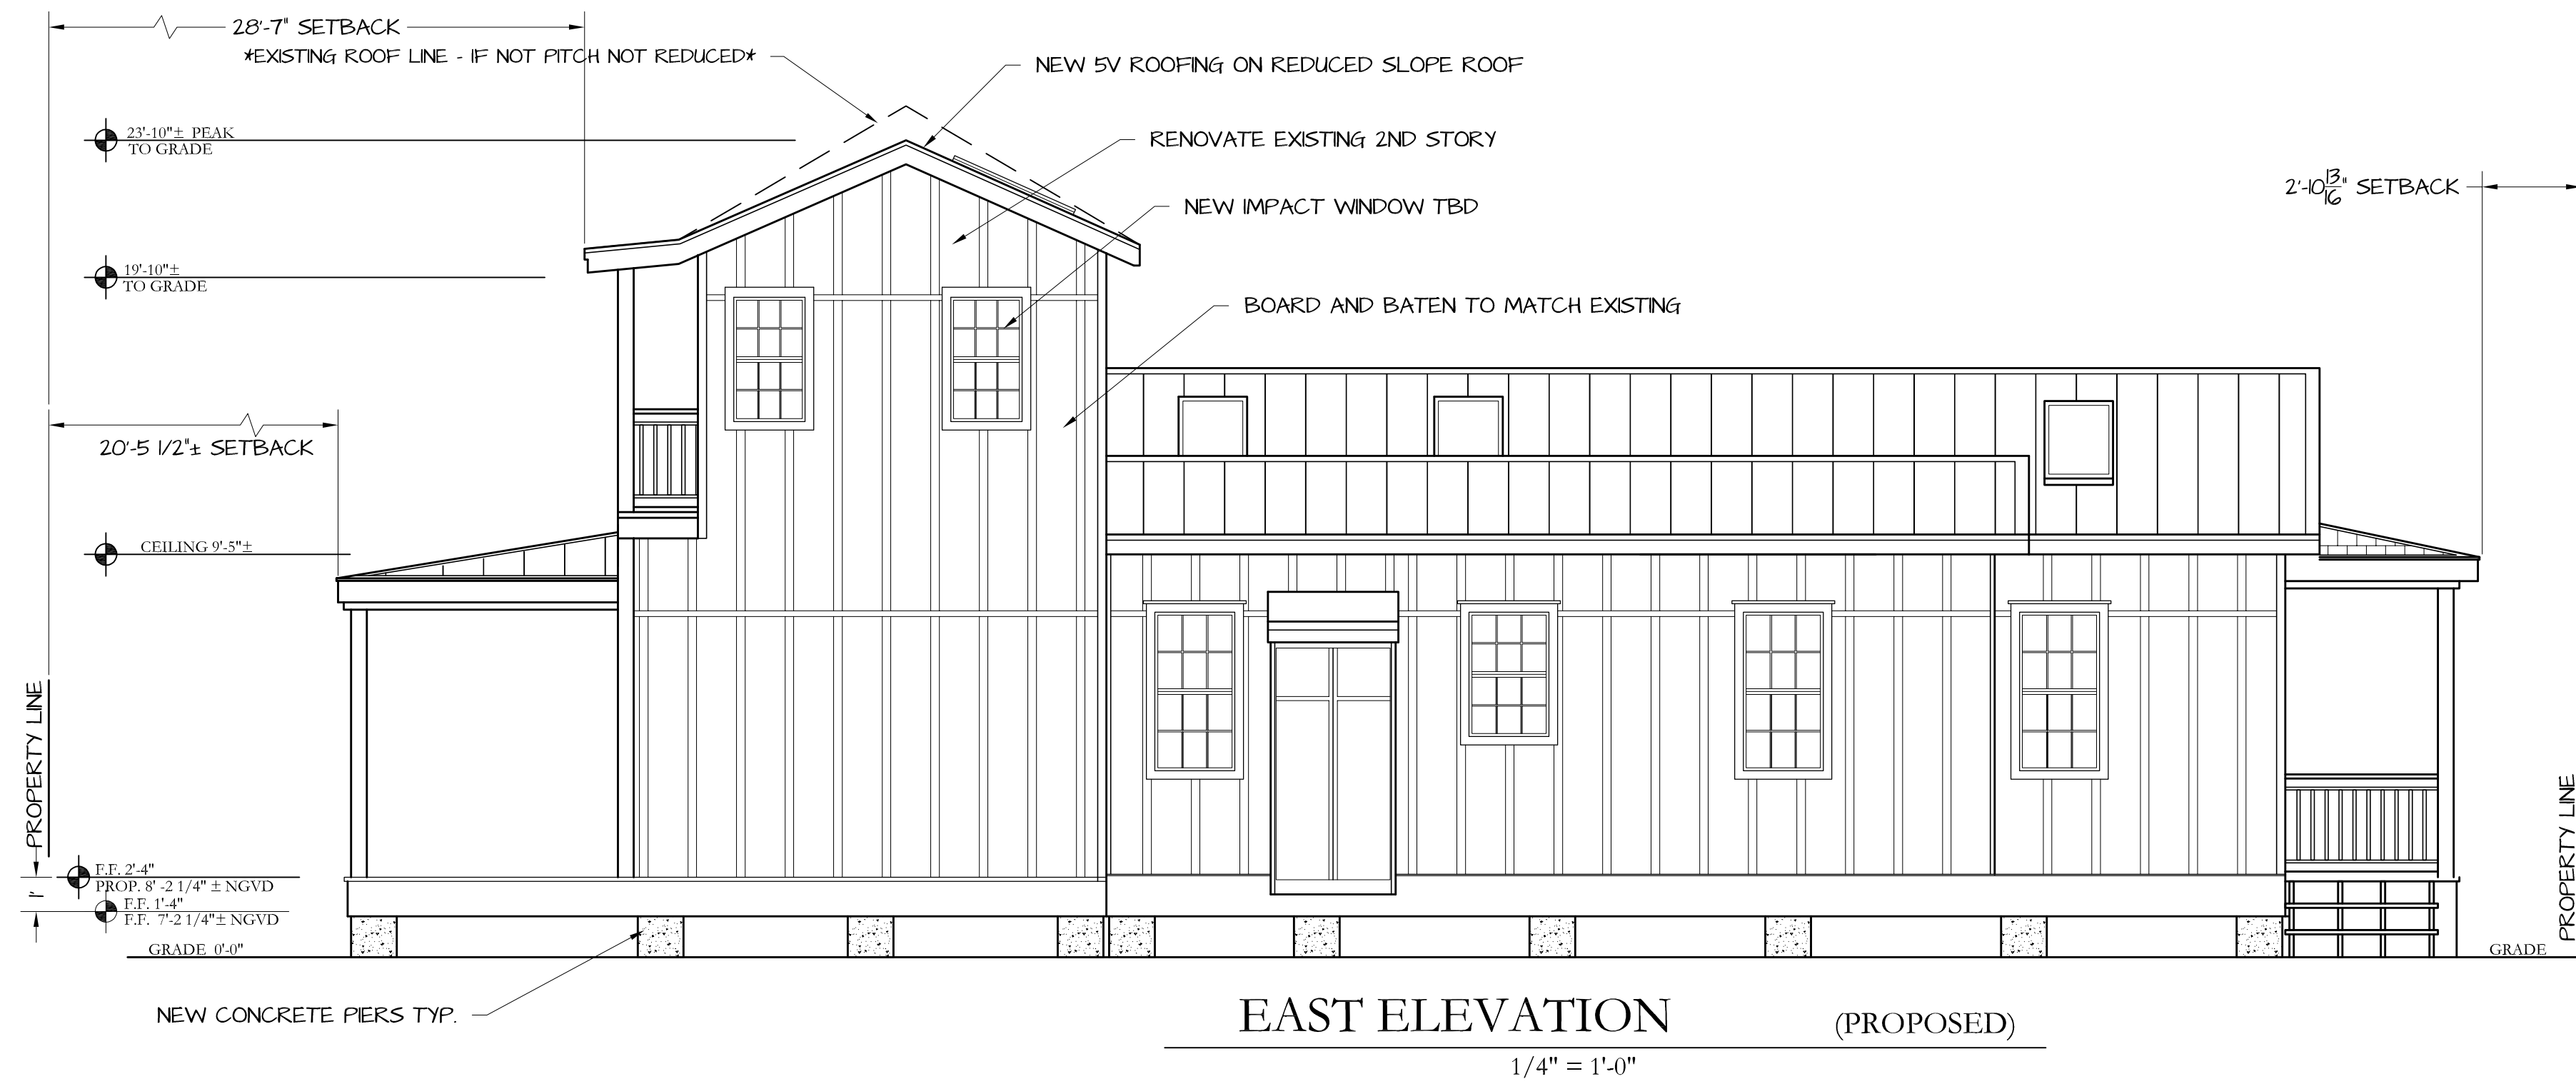 28'-7" SETBACK
*EXISTING ROOF LINE - IF NOT PITCH NOT REDUCED*
NEW 5V ROOFING ON REDUCED SLOPE ROOF
23'-10"± PEAK
TO GRADE
RENOVATE EXISTING 2ND STORY
2'-10 13/16" SETBACK
NEW IMPACT WINDOW TBD
19'-10"±
TO GRADE
BOARD AND BATEN TO MATCH EXISTING
20'-5 1/2"± SETBACK
CEILING 9'-5"±
PROPERTY LINE
PROPERTY LINE
1'
F.F. 2'-4"
PROP. 8' -2 1/4" ± NGVD
F.F. 1'-4"
F.F. 7'-2 1/4"± NGVD
GRADE 0'-0"
GRADE
NEW CONCRETE PIERS TYP.
EAST ELEVATION (PROPOSED)
1/4" = 1'-0"